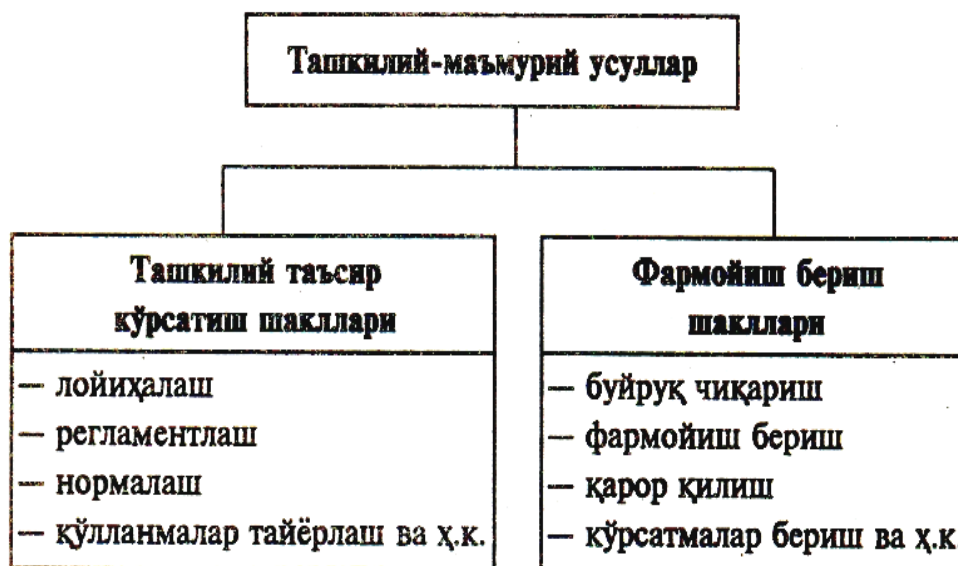 Ташкилий-маъмурий усуллар
Ташкилий таъсир
кўрсатиш шакллари
— лойиҳалаш
— регламентлаш
— нормалаш
— қўлланмалар тайёрлаш ва ҳ.к.
Фармойиш бериш
шакллари
— буйруқ чиқариш
— фармойиш бериш
— қарор қилиш
— кўрсатмалар бериш ва ҳ.к